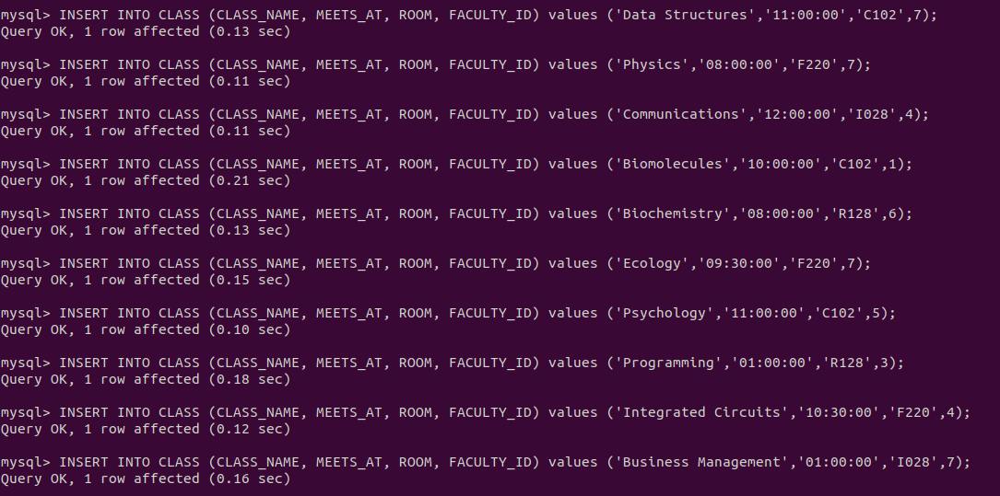 mysql> INSERT INTO CLASS (CLASS_NAME, MEETS_AT, ROOM, FACULTY_ID) values ('Data Structures','11:00:00','C102',7);
Query OK, 1 row affected (0.13 sec)
mysql> INSERT INTO CLASS (CLASS_NAME, MEETS_AT, ROOM, FACULTY_ID) values ('Physics','08:00:00','F220',7);
Query OK, 1 row affected (0.11 sec)
mysql> INSERT INTO CLASS (CLASS_NAME, MEETS_AT, ROOM, FACULTY_ID) values ('Communications','12:00:00','I028',4);
Query OK, 1 row affected (0.11 sec)
mysql> INSERT INTO CLASS (CLASS_NAME, MEETS_AT, ROOM, FACULTY_ID) values ('Biomolecules','10:00:00','C102',1);
Query OK, 1 row affected (0.21 sec)
mysql> INSERT INTO CLASS (CLASS_NAME, MEETS_AT, ROOM, FACULTY_ID) values ('Biochemistry','08:00:00','R128',6);
Query OK, 1 row affected (0.13 sec)
mysql> INSERT INTO CLASS (CLASS_NAME, MEETS_AT, ROOM, FACULTY_ID) values ('Ecology','09:30:00','F220',7);
Query OK, 1 row affected (0.15 sec)
mysql> INSERT INTO CLASS (CLASS_NAME, MEETS_AT, ROOM, FACULTY_ID) values ('Psychology','11:00:00','C102',5);
Query OK, 1 row affected (0.10 sec)
mysql> INSERT INTO CLASS (CLASS_NAME, MEETS_AT, ROOM, FACULTY_ID) values ('Programming','01:00:00','R128',3);
Query OK, 1 row affected (0.18 sec)
mysql> INSERT INTO CLASS (CLASS_NAME, MEETS_AT, ROOM, FACULTY_ID) values ('Integrated Circuits','10:30:00','F220',4);
Query OK, 1 row affected (0.12 sec)
mysql> INSERT INTO CLASS (CLASS_NAME, MEETS_AT, ROOM, FACULTY_ID) values ('Business Management','01:00:00','I028',7);
Query OK, 1 row affected (0.16 sec)